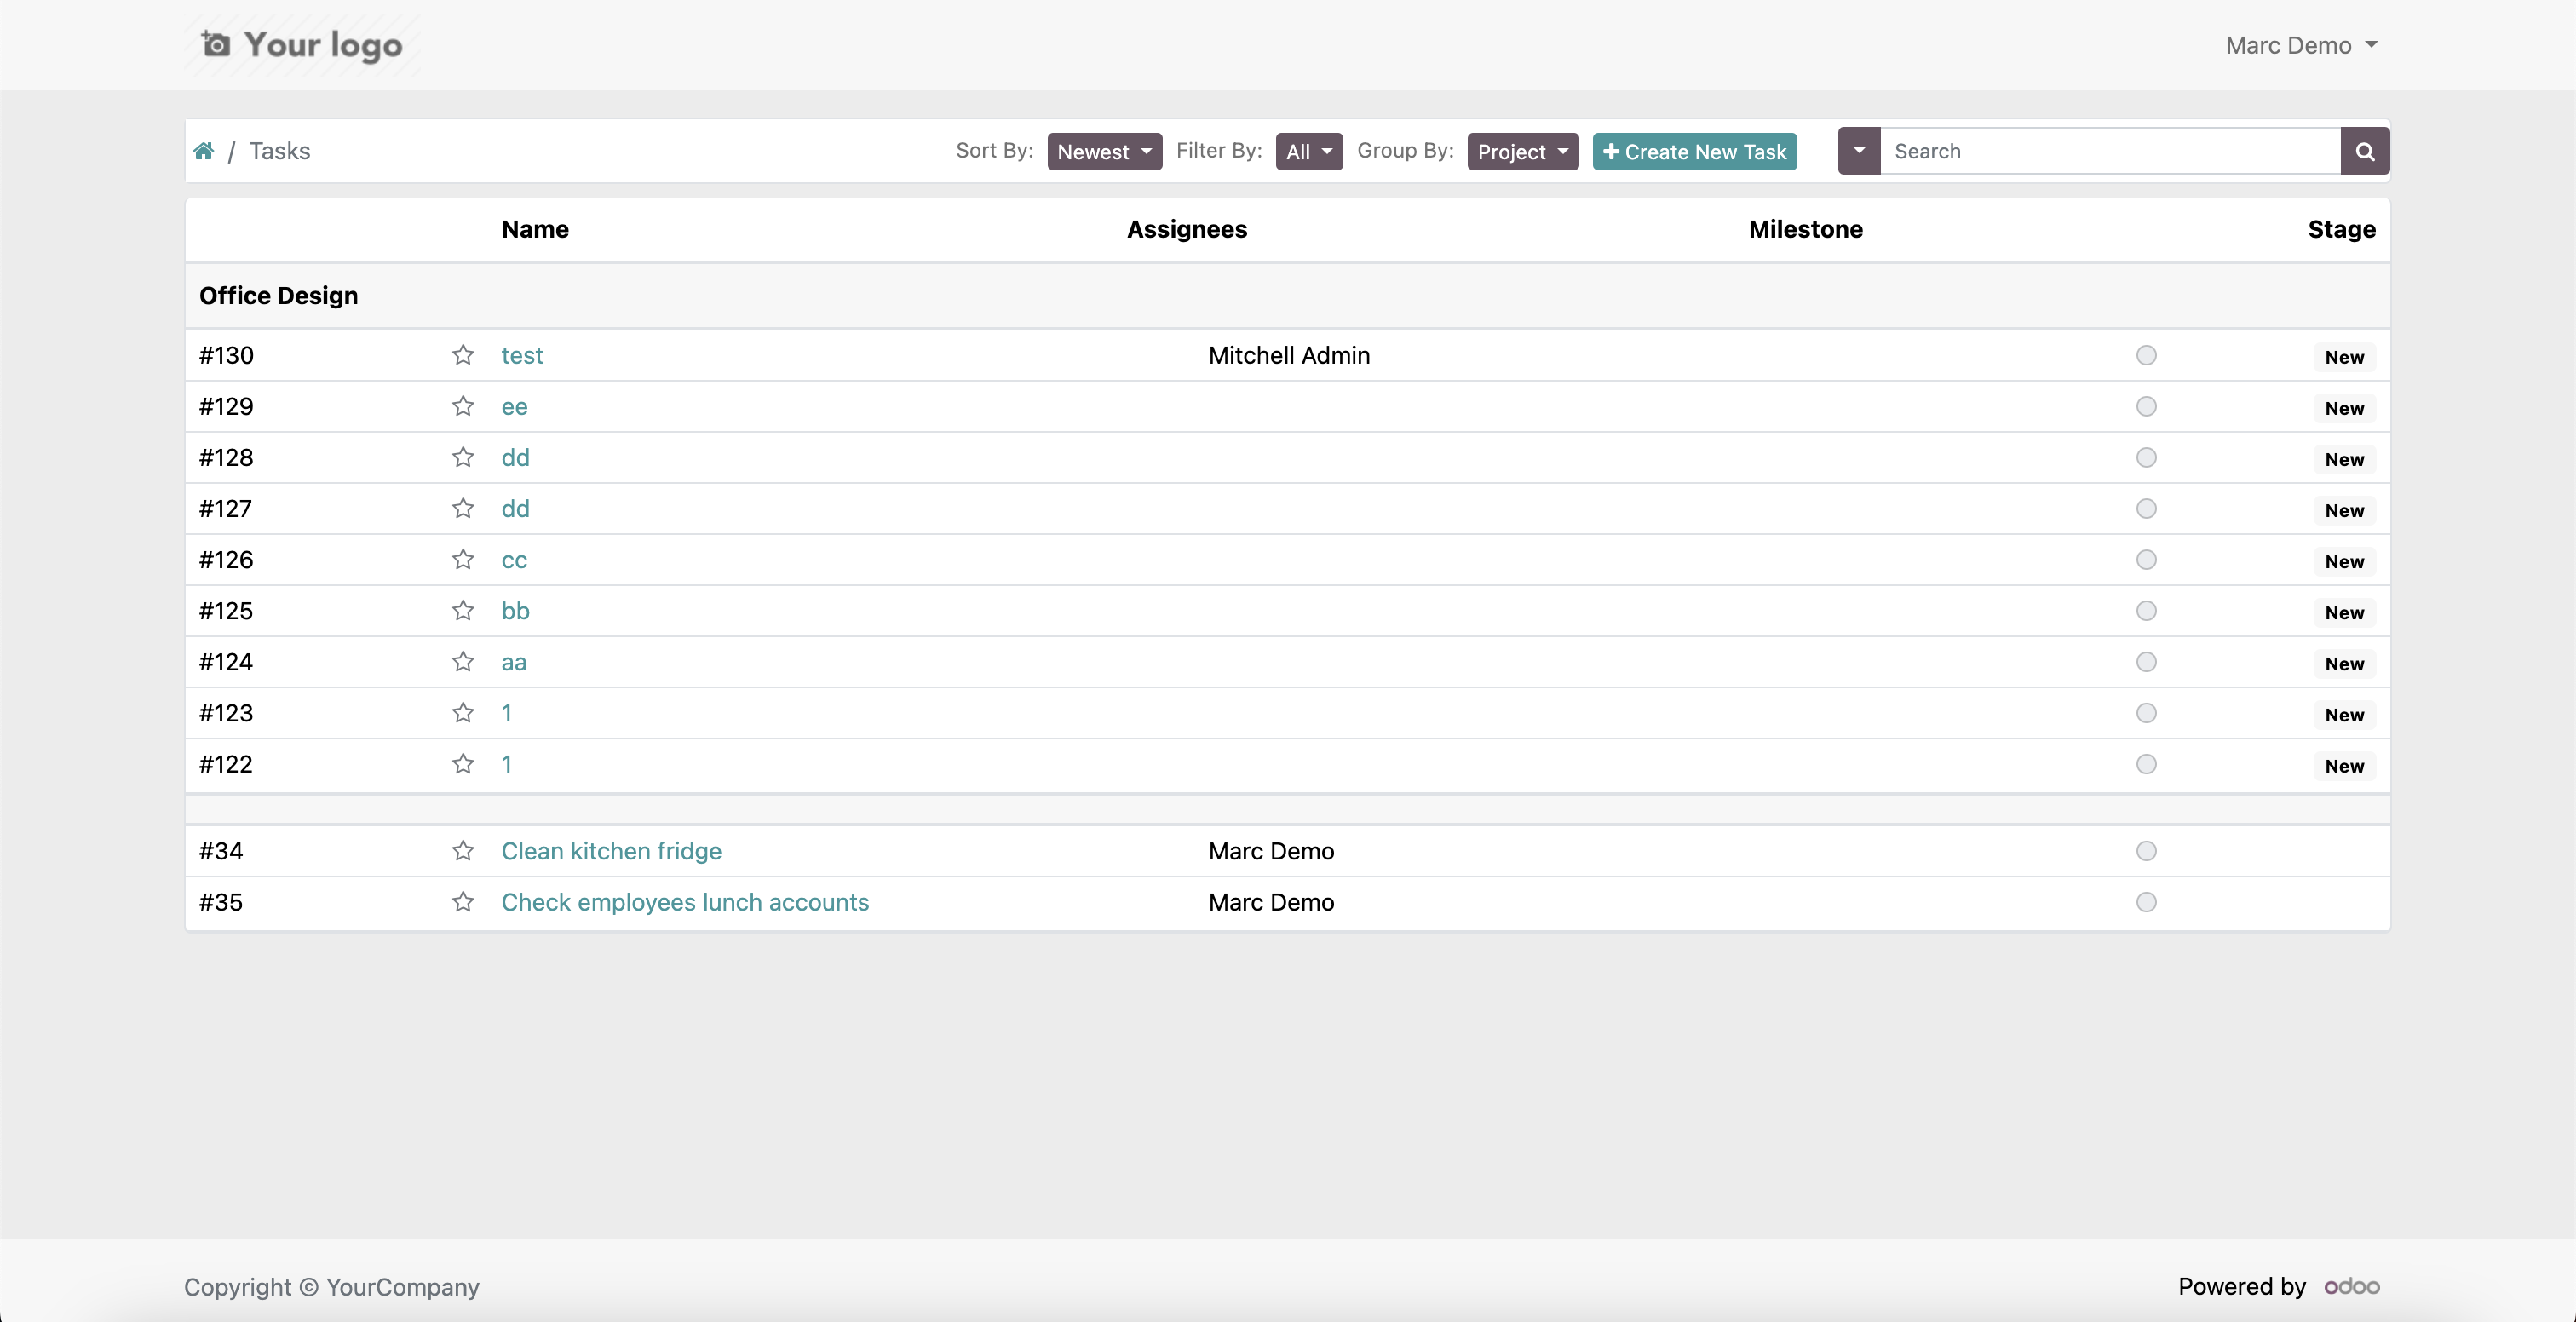 Your logo
Marc Demo
/ Tasks
Sort By: Newest Filter By: All Group By: Project + Create New Task Search
Name Assignees Milestone Stage
Office Design
#130 test Mitchell Admin New
#129 ee New
#128 dd New
#127 dd New
#126 cc New
#125 bb New
#124 aa New
#123 1 New
#122 1 New
#34 Clean kitchen fridge Marc Demo
#35 Check employees lunch accounts Marc Demo
Copyright © YourCompany
Powered by odoo